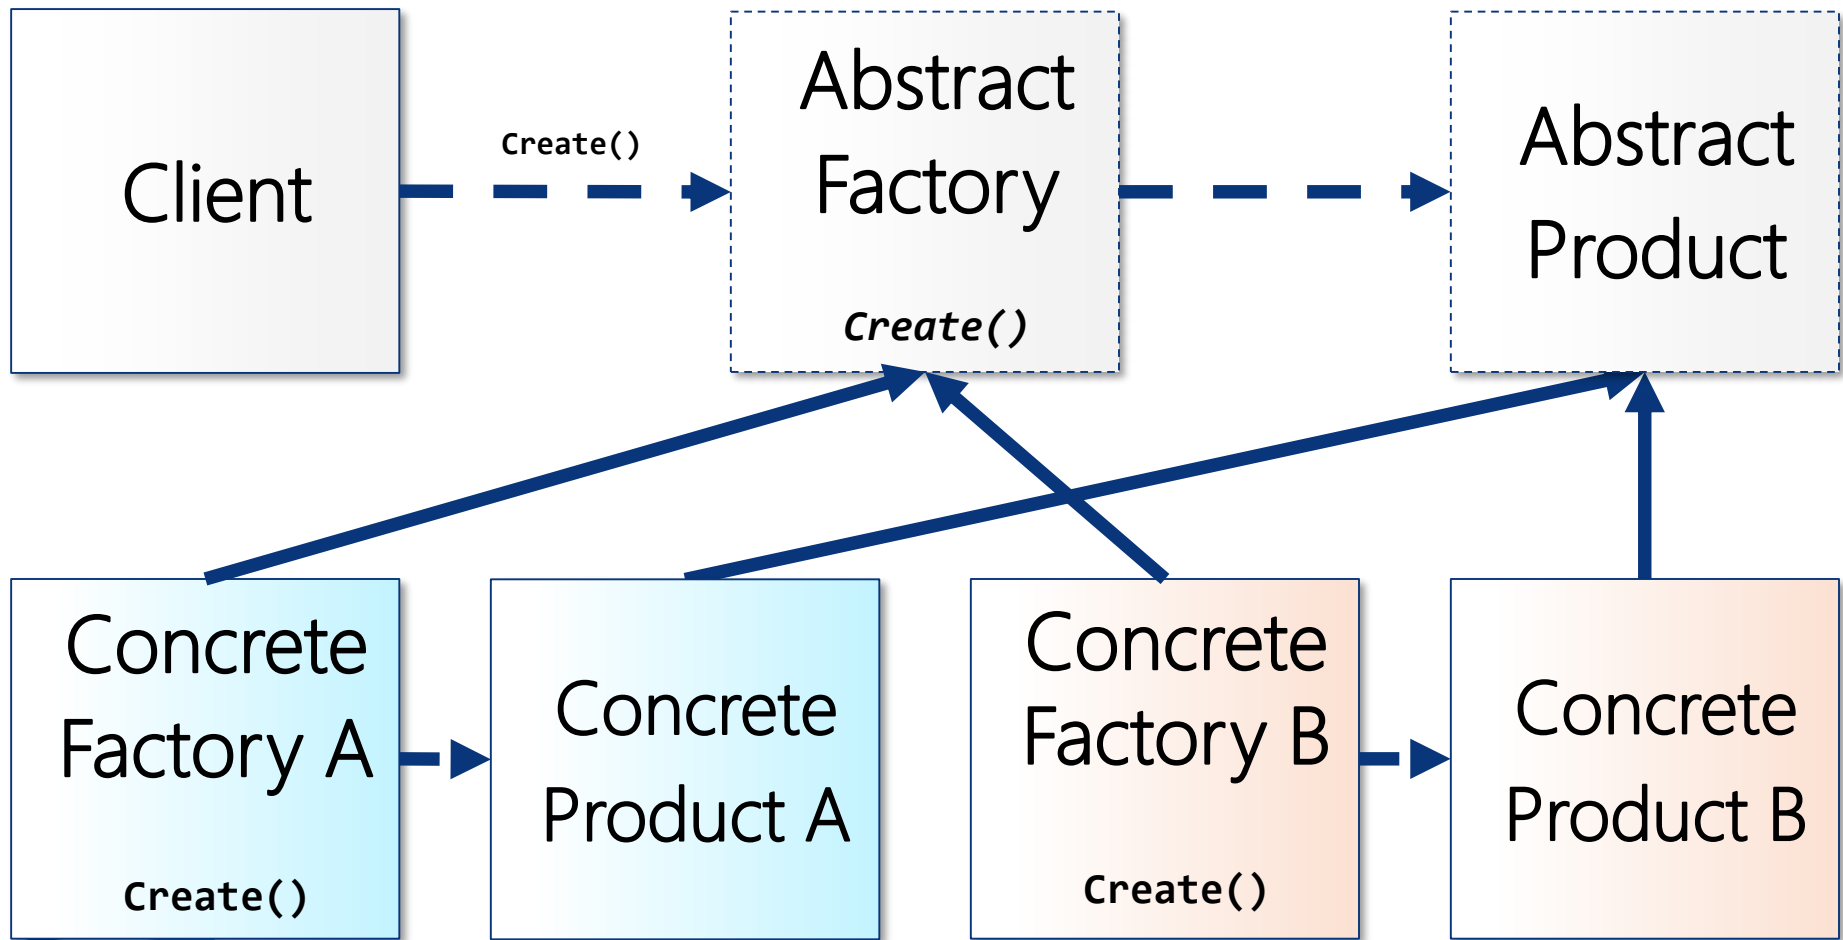 Client
Create()
Abstract
Factory
Create()
Abstract
Product
Concrete
Factory A
Create()
Concrete
Product A
Concrete
Factory B
Create()
Concrete
Product B